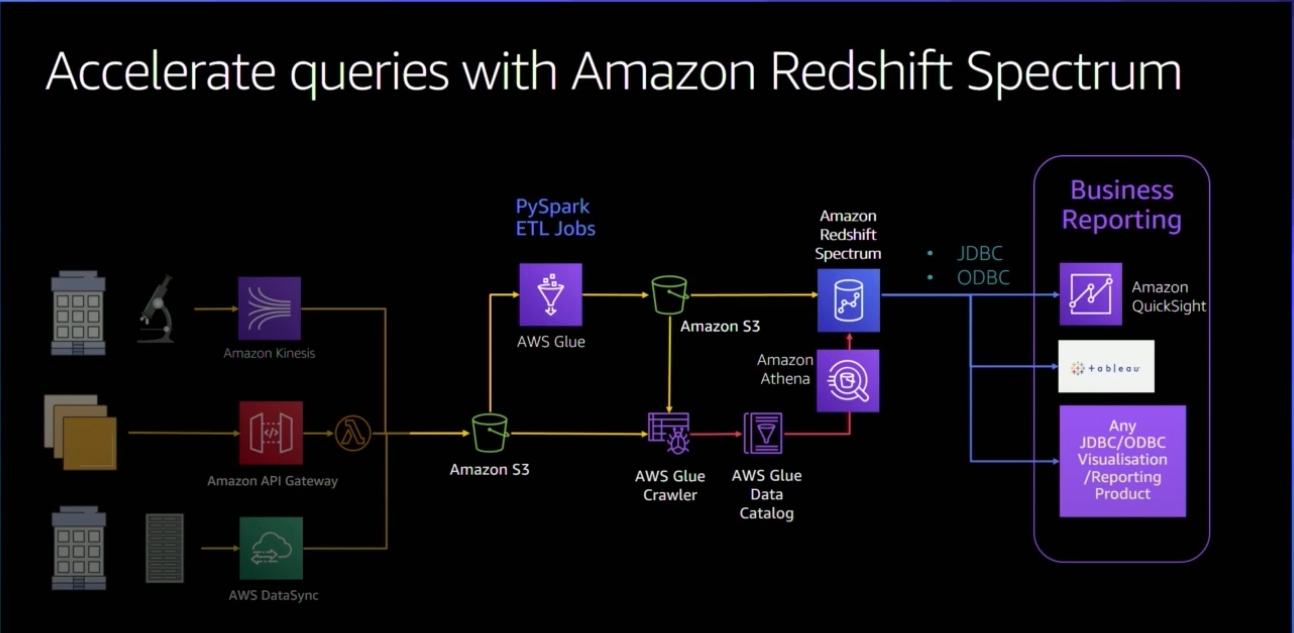 Accelerate queries with Amazon Redshift Spectrum
PySpark
ETL Jobs
AWS Glue
Amazon S3
Amazon
Redshift
Spectrum
• JDBC
• ODBC
Business
Reporting
Amazon
QuickSight
+ a b l e a u
Any
JDBC/ODBC
Visualisation
/Reporting
Product
Amazon
Athena
Amazon Kinesis
Amazon API Gateway
AWS DataSync
Amazon S3
AWS Glue
Crawler
AWS Glue
Data
Catalog